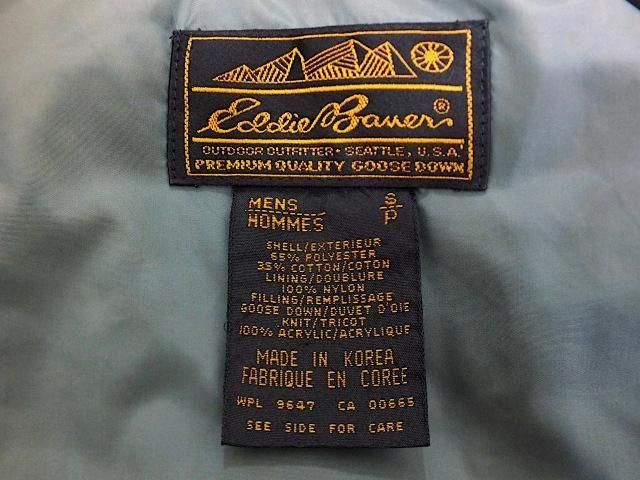 Eddie Bauer®
OUTDOOR OUTFITTER • SEATTLE, U.S.A.
PREMIUM QUALITY GOOSE DOWN
MENS S
HOMMES P
SHELL/EXTERIEUR
65% POLYESTER
35% COTTON/COTON
LINING/DOUBLURE
100% NYLON
FILLING/REMPLISSAGE
GOOSE DOWN/DUVET D'OIE
KNIT/TRICOT
100% ACRYLIC/ACRYLIQUE
MADE IN KOREA
FABRIQUE EN COREE
WPL 9647 CA 00665
SEE SIDE FOR CARE